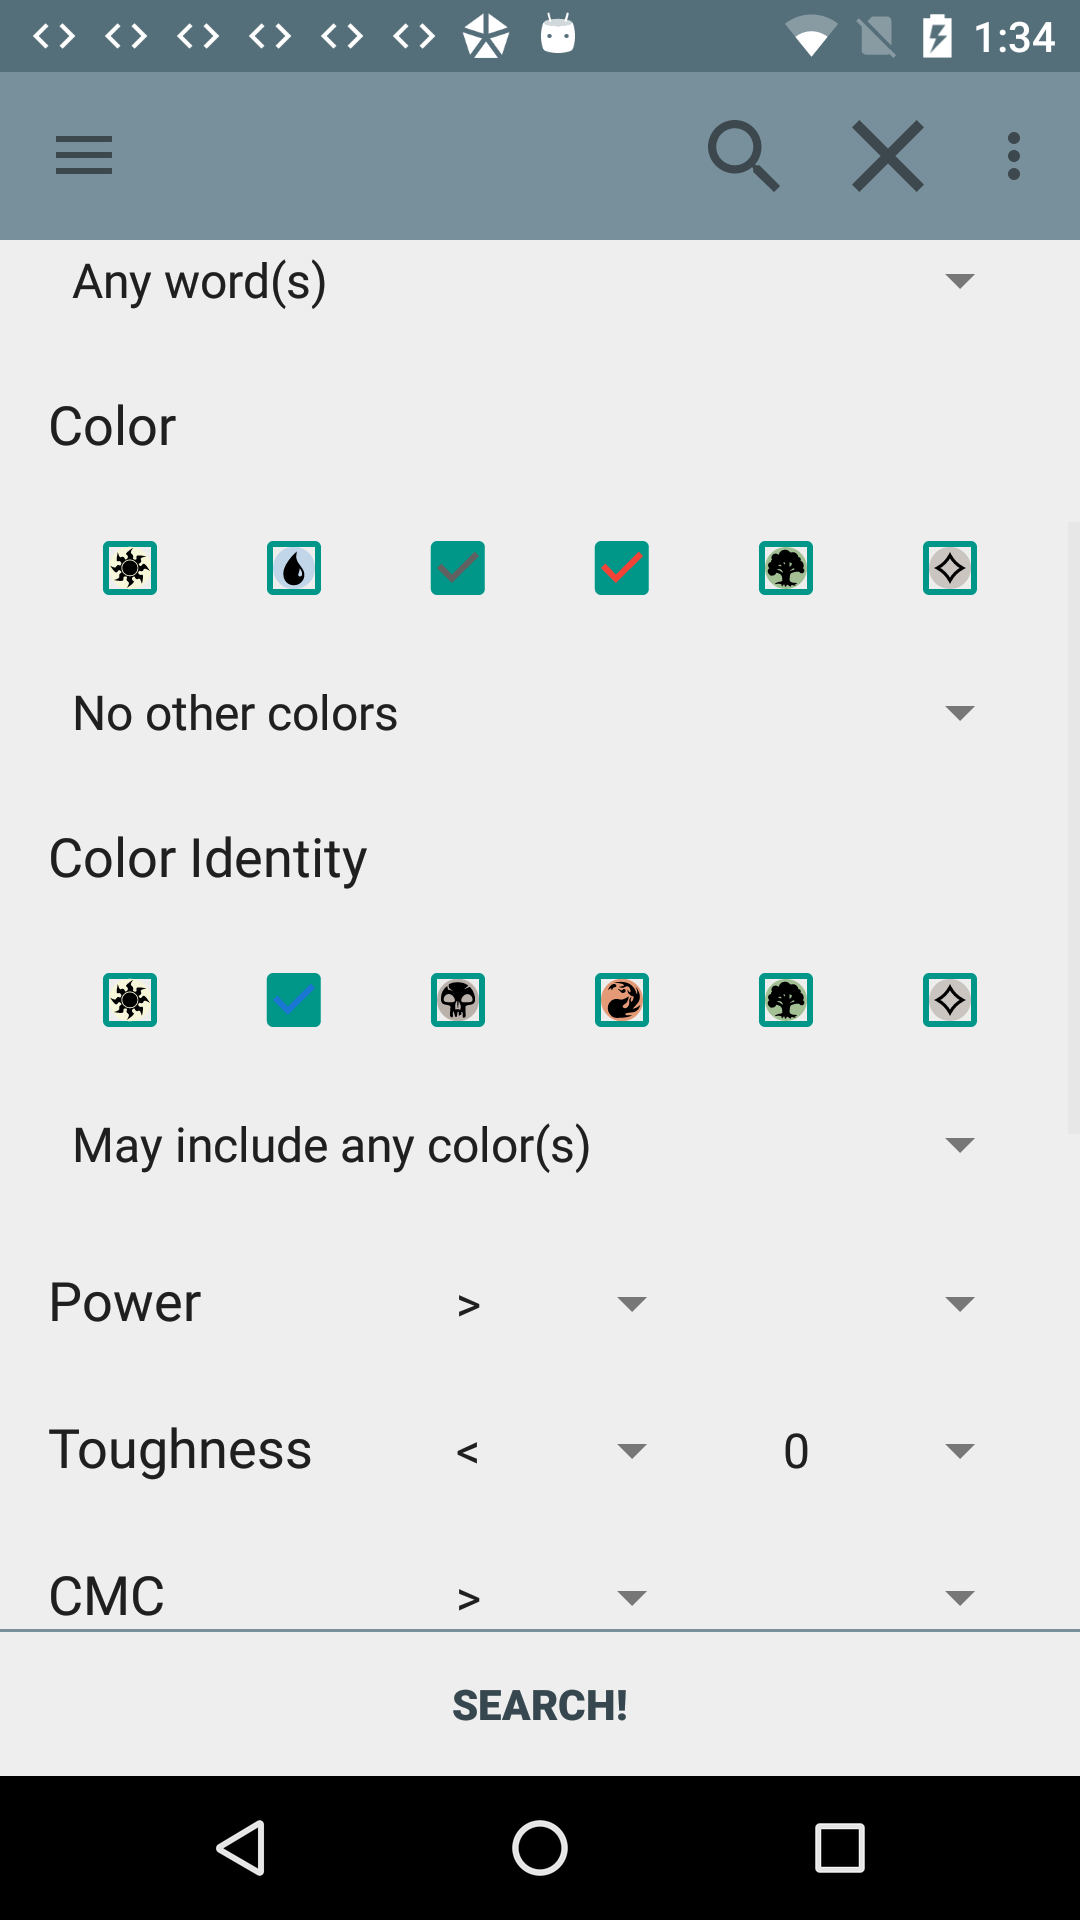 1:34
Any word(s)
Color
No other colors
Color Identity
May include any color(s)
Power >
Toughness < 0
CMC >
SEARCH!